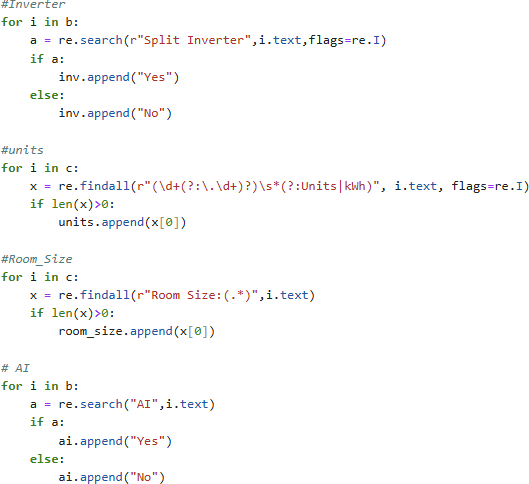 #Inverter
for i in b:
    a = re.search(r"Split Inverter",i.text,flags=re.I)
    if a:
        inv.append("Yes")
    else:
        inv.append("No")
#units
for i in c:
    x = re.findall(r"(\d+(?:\.\d+)?)\s*(?:Units|kWh)", i.text, flags=re.I)
    if len(x)>0:
        units.append(x[0])
#Room_Size
for i in c:
    x = re.findall(r"Room Size:(.*)",i.text)
    if len(x)>0:
        room_size.append(x[0])
# AI
for i in b:
    a = re.search("AI",i.text)
    if a:
        ai.append("Yes")
    else:
        ai.append("No")